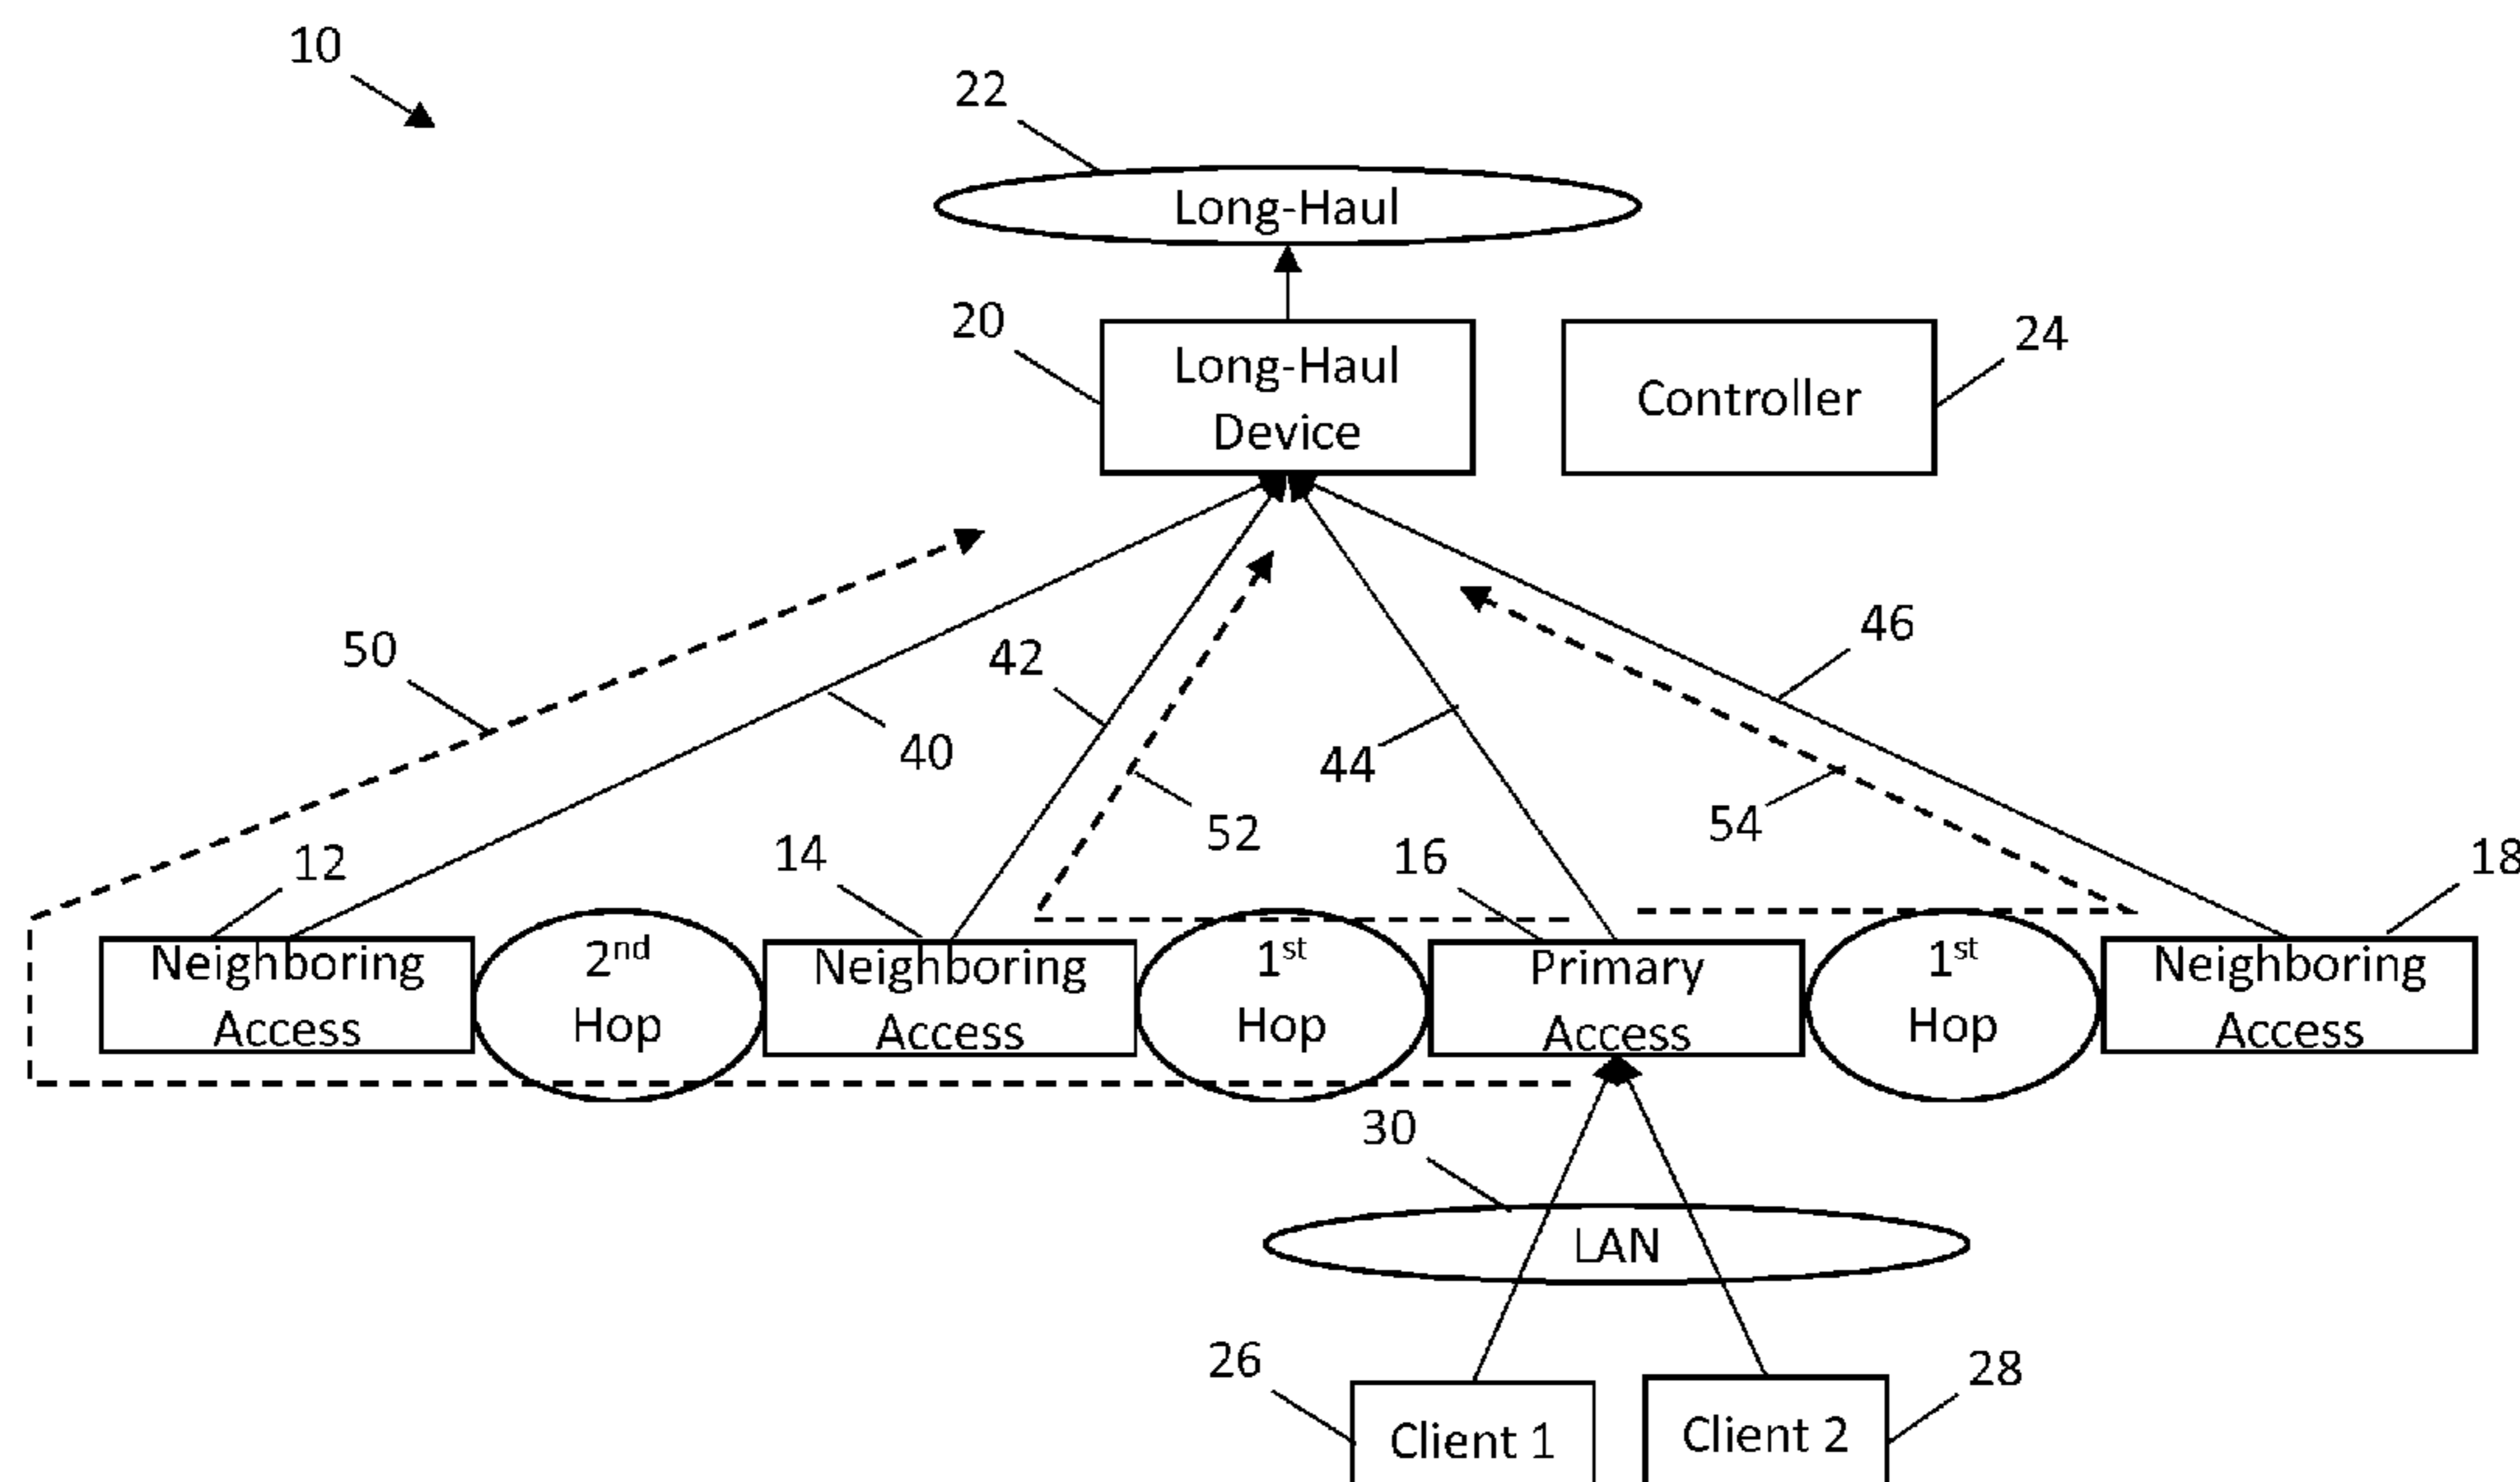 10
22
Long-Haul
20
Long-Haul
Device
Controller
24
50
42
40
46
44
52
54
12
14
16
18
Neighboring
Access
2nd
Hop
Neighboring
Access
1st
Hop
Primary
Access
1st
Hop
Neighboring
Access
30
LAN
26
Client 1
Client 2
28